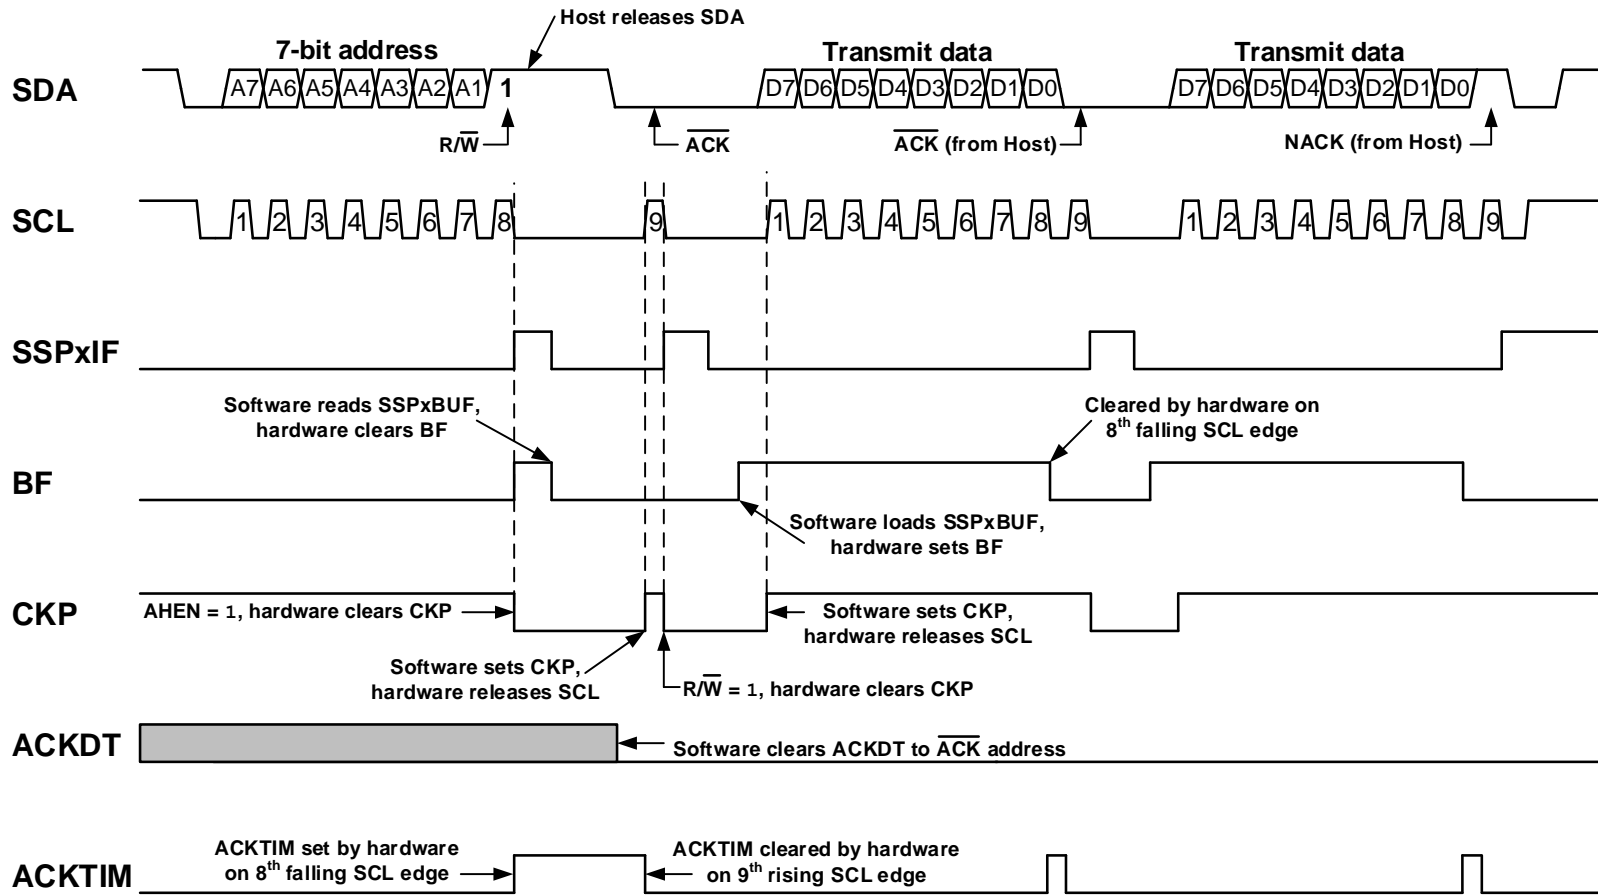 Host releases SDA
7-bit address
Transmit data
Transmit data
SDA
A7 A6 A5 A4 A3 A2 A1 1
D7 D6 D5 D4 D3 D2 D1 D0
D7 D6 D5 D4 D3 D2 D1 D0
R/W̅
A̅C̅K̅
A̅C̅K̅ (from Host)
NACK (from Host)
SCL
1 2 3 4 5 6 7 8 9
1 2 3 4 5 6 7 8 9
1 2 3 4 5 6 7 8 9
SSPxIF
Software reads SSPxBUF,
hardware clears BF
Cleared by hardware on
8th falling SCL edge
BF
Software loads SSPxBUF,
hardware sets BF
CKP
AHEN = 1, hardware clears CKP
Software sets CKP,
hardware releases SCL
Software sets CKP,
hardware releases SCL
R/W̅ = 1, hardware clears CKP
ACKDT
Software clears ACKDT to A̅C̅K̅ address
ACKTIM set by hardware
on 8th falling SCL edge
ACKTIM cleared by hardware
on 9th rising SCL edge
ACKTIM